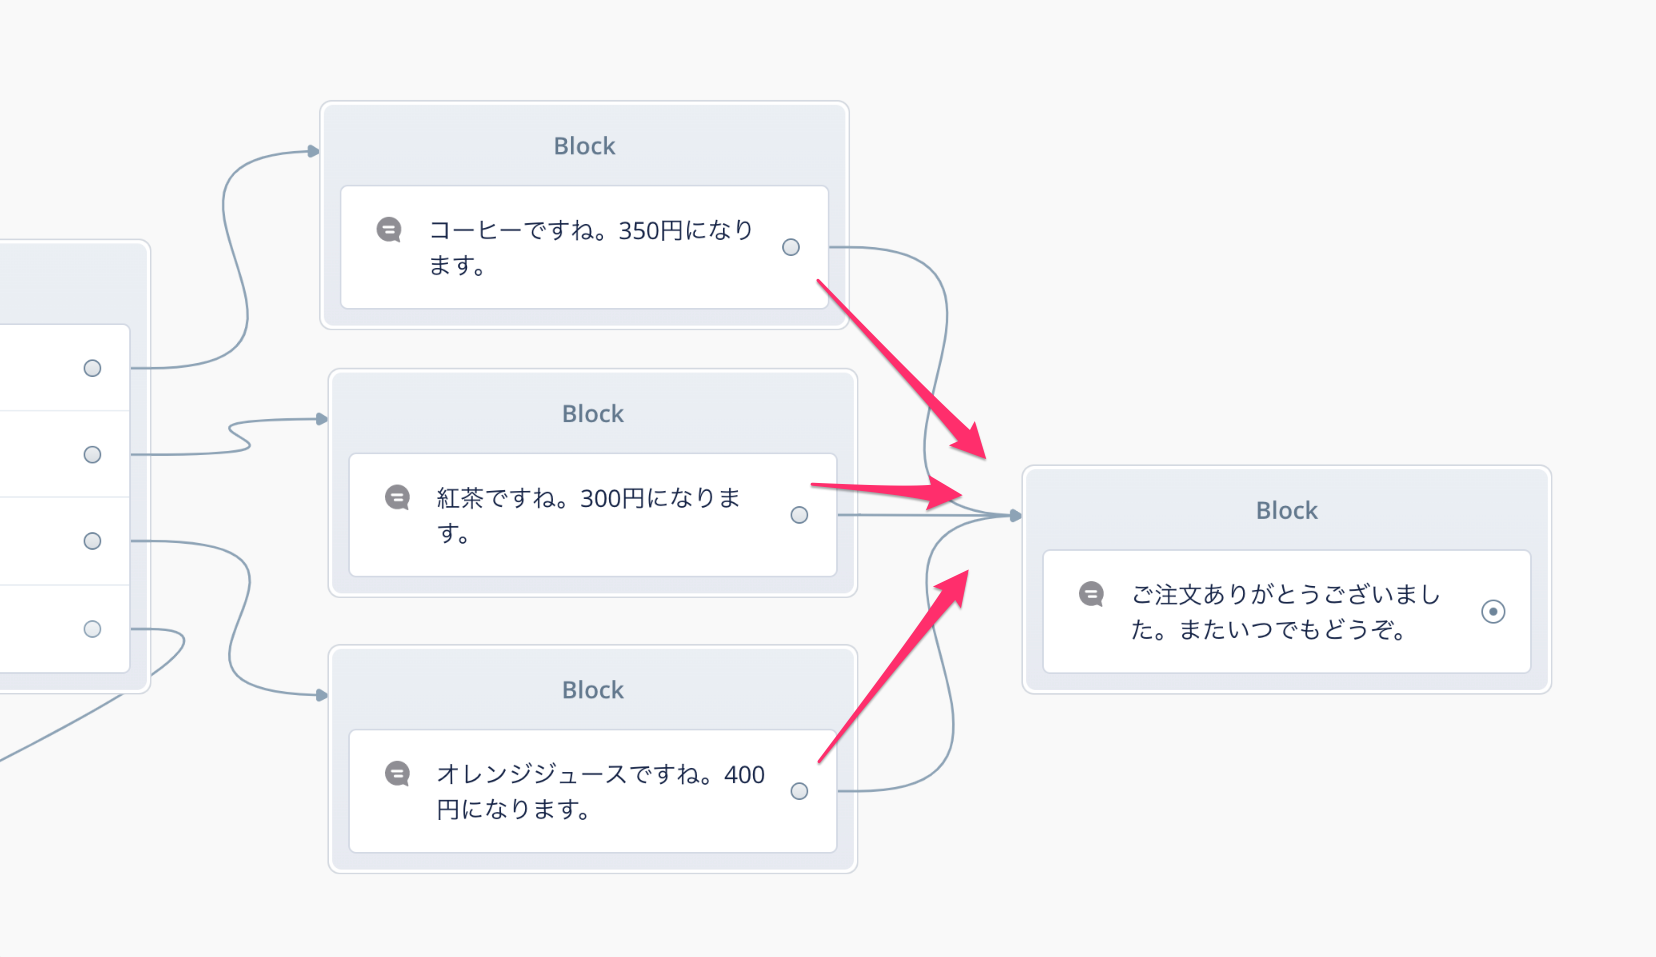 Block
コーヒーですね。350円になり
ます。
Block
紅茶ですね。300円になりま
す。
Block
オレンジジュースですね。400
円になります。
Block
ご注文ありがとうございまし
た。またいつでもどうぞ。